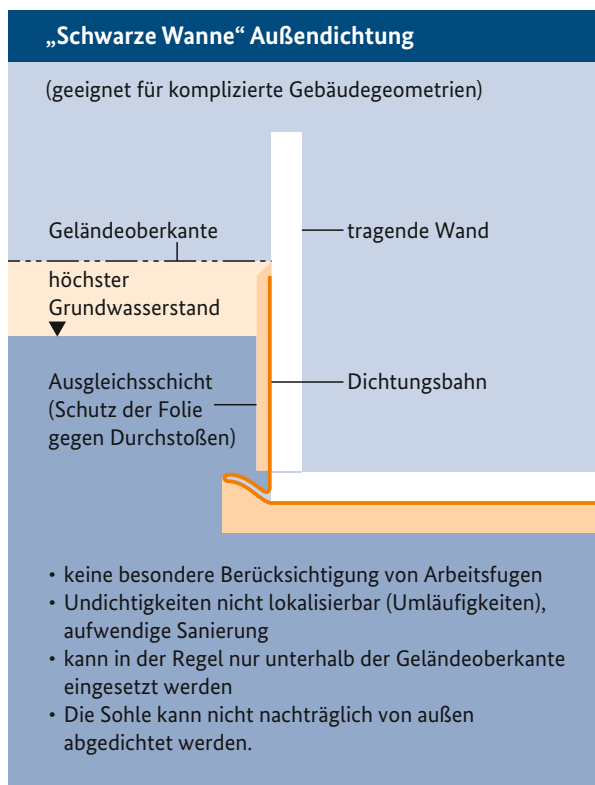 „Schwarze Wanne“ Außendichtung
(geeignet für komplizierte Gebäudegeometrien)
Geländeoberkante
tragende Wand
höchster
Grundwasserstand
Ausgleichsschicht
(Schutz der Folie
gegen Durchstoßen)
Dichtungsbahn
• keine besondere Berücksichtigung von Arbeitsfugen
• Undichtigkeiten nicht lokalisierbar (Umläufigkeiten),
aufwendige Sanierung
• kann in der Regel nur unterhalb der Geländeoberkante
eingesetzt werden
• Die Sohle kann nicht nachträglich von außen
abgedichtet werden.